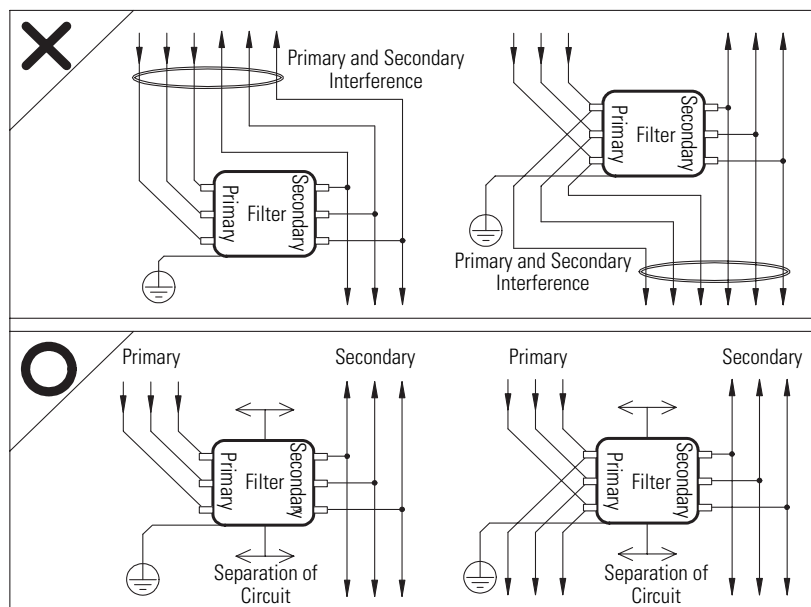 Primary and Secondary
Interference
Primary
Filter
Secondary
Primary
Filter
Secondary
Primary and Secondary
Interference
Primary
Secondary
Primary
Filter
Secondary
Separation of
Circuit
Primary
Secondary
Primary
Filter
Secondary
Separation of
Circuit